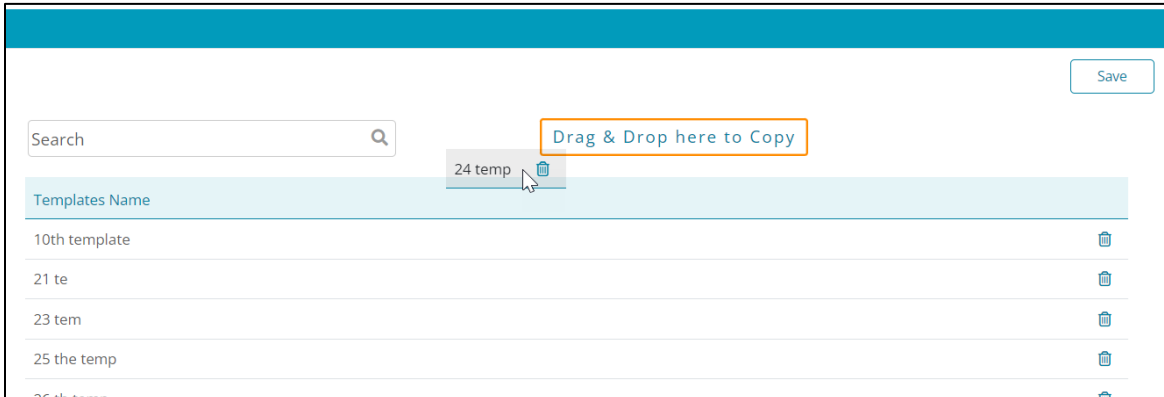 Save
Search
Drag & Drop here to Copy
24 temp
Templates Name
10th template
21 te
23 tem
25 the temp